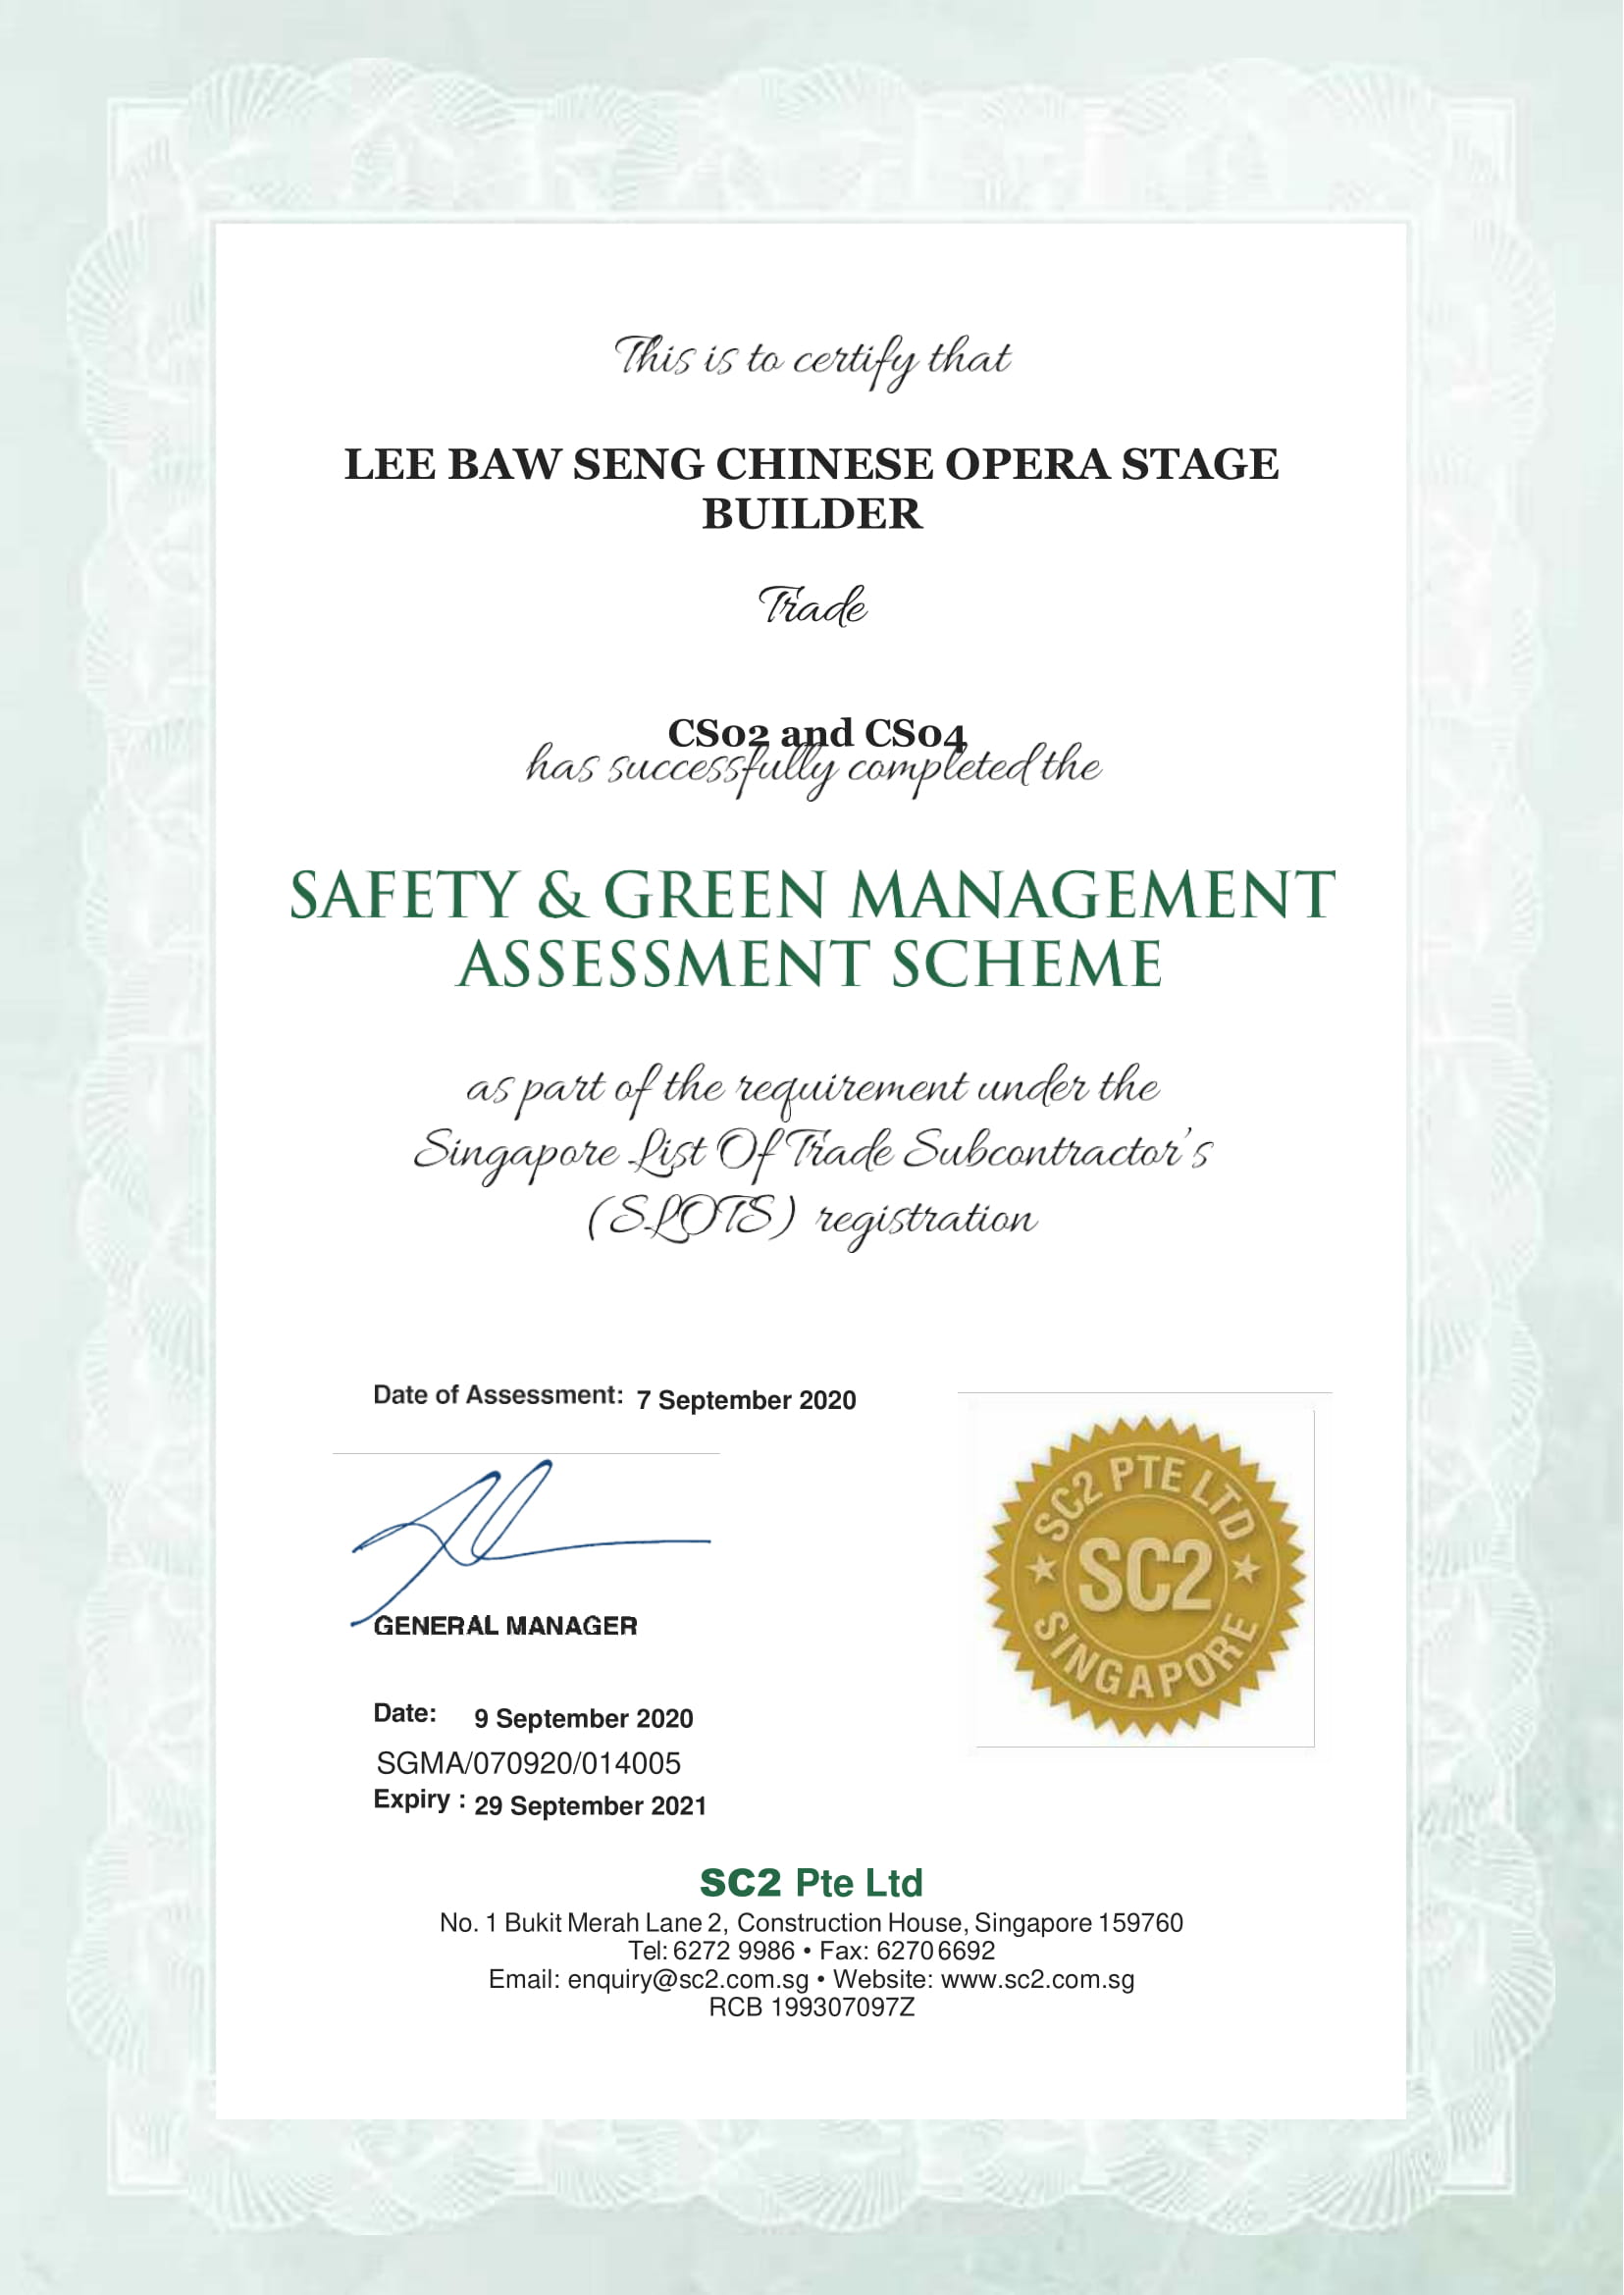 This is to certify that
LEE BAW SENG CHINESE OPERA STAGE
BUILDER
Trade
CS02 and CS04
has successfully completed the
SAFETY & GREEN MANAGEMENT
ASSESSMENT SCHEME
as part of the requirement under the
Singapore List Of Trade Subcontractor's
(SLOTS) registration
Date of Assessment: 7 September 2020
SC2 PTE LTD
SC2
SINGAPORE
GENERAL MANAGER
Date: 9 September 2020
SGMA/070920/014005
Expiry : 29 September 2021
SC2 Pte Ltd
No. 1 Bukit Merah Lane 2, Construction House, Singapore 159760
Tel: 6272 9986 • Fax: 6270 6692
Email: enquiry@sc2.com.sg • Website: www.sc2.com.sg
RCB 199307097Z